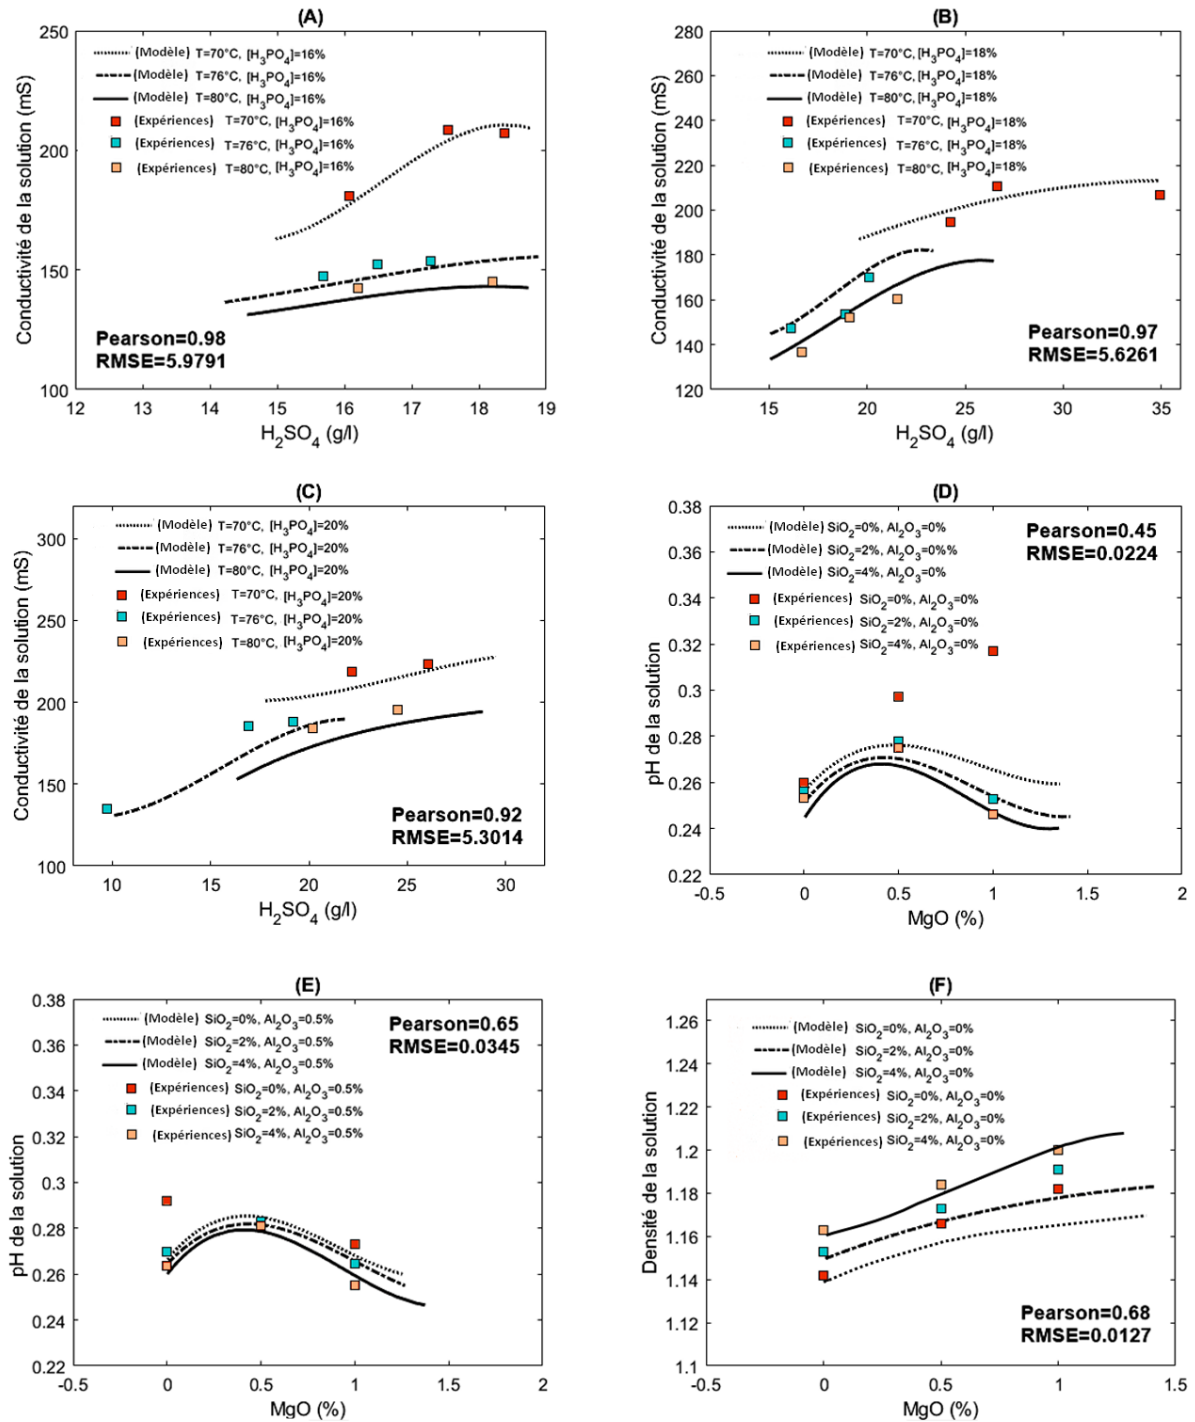 (A)
250
200
150
100
12
13
14
15
16
17
18
19
Conductivité de la solution (mS)
H2SO4 (g/l)
(Modèle) T=70°C, [H3PO4]=16%
(Modèle) T=76°C, [H3PO4]=16%
(Modèle) T=80°C, [H3PO4]=16%
(Expériences) T=70°C, [H3PO4]=16%
(Expériences) T=76°C, [H3PO4]=16%
(Expériences) T=80°C, [H3PO4]=16%
Pearson=0.98
RMSE=5.9791
(B)
280
260
240
220
200
180
160
140
120
15
20
25
30
35
Conductivité de la solution (mS)
H2SO4 (g/l)
(Modèle) T=70°C, [H3PO4]=18%
(Modèle) T=76°C, [H3PO4]=18%
(Modèle) T=80°C, [H3PO4]=18%
(Expériences) T=70°C, [H3PO4]=18%
(Expériences) T=76°C, [H3PO4]=18%
(Expériences) T=80°C, [H3PO4]=18%
Pearson=0.97
RMSE=5.6261
(C)
300
250
200
150
100
10
15
20
25
30
Conductivité de la solution (mS)
H2SO4 (g/l)
(Modèle) T=70°C, [H3PO4]=20%
(Modèle) T=76°C, [H3PO4]=20%
(Modèle) T=80°C, [H3PO4]=20%
(Expériences) T=70°C, [H3PO4]=20%
(Expériences) T=76°C, [H3PO4]=20%
(Expériences) T=80°C, [H3PO4]=20%
Pearson=0.92
RMSE=5.3014
(D)
0.38
0.36
0.34
0.32
0.3
0.28
0.26
0.24
0.22
-0.5
0
0.5
1
1.5
2
pH de la solution
MgO (%)
(Modèle) SiO2=0%, Al2O3=0%
(Modèle) SiO2=2%, Al2O3=0%%
(Modèle) SiO2=4%, Al2O3=0%
(Expériences) SiO2=0%, Al2O3=0%
(Expériences) SiO2=2%, Al2O3=0%
(Expériences) SiO2=4%, Al2O3=0%
Pearson=0.45
RMSE=0.0224
(E)
0.38
0.36
0.34
0.32
0.3
0.28
0.26
0.24
0.22
-0.5
0
0.5
1
1.5
2
pH de la solution
MgO (%)
(Modèle) SiO2=0%, Al2O3=0.5%
(Modèle) SiO2=2%, Al2O3=0.5%
(Modèle) SiO2=4%, Al2O3=0.5%
(Expériences) SiO2=0%, Al2O3=0.5%
(Expériences) SiO2=2%, Al2O3=0.5%
(Expériences) SiO2=4%, Al2O3=0.5%
Pearson=0.65
RMSE=0.0345
(F)
1.26
1.24
1.22
1.2
1.18
1.16
1.14
1.12
1.1
-0.5
0
0.5
1
1.5
Densité de la solution
MgO (%)
(Modèle) SiO2=0%, Al2O3=0%
(Modèle) SiO2=2%, Al2O3=0%
(Modèle) SiO2=4%, Al2O3=0%
(Expériences) SiO2=0%, Al2O3=0%
(Expériences) SiO2=2%, Al2O3=0%
(Expériences) SiO2=4%, Al2O3=0%
Pearson=0.68
RMSE=0.0127